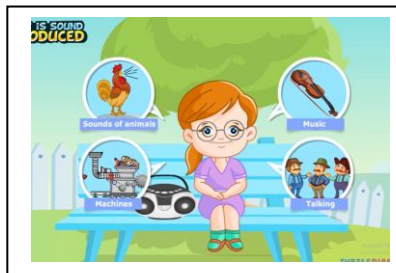 IS SOUND
ODUCED
Sounds of animals
Music
Machines
Talking